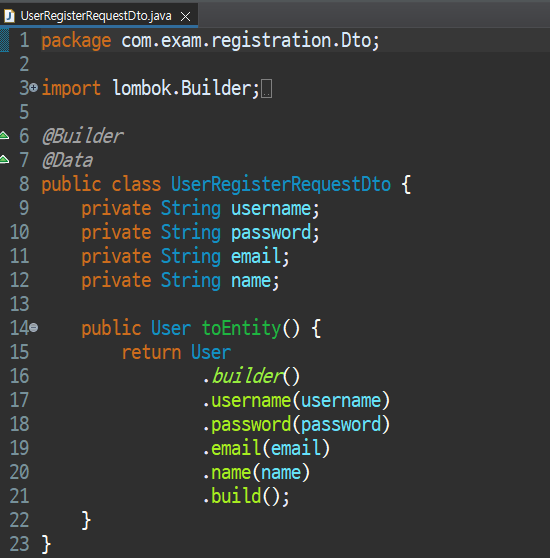 UserRegisterRequestDto.java
1 package com.exam.registration.Dto;
2
3 import lombok.Builder;
5
6 @Builder
7 @Data
8 public class UserRegisterRequestDto {
9     private String username;
10     private String password;
11     private String email;
12     private String name;
13
14     public User toEntity() {
15         return User
16                 .builder()
17                 .username(username)
18                 .password(password)
19                 .email(email)
20                 .name(name)
21                 .build();
22     }
23 }